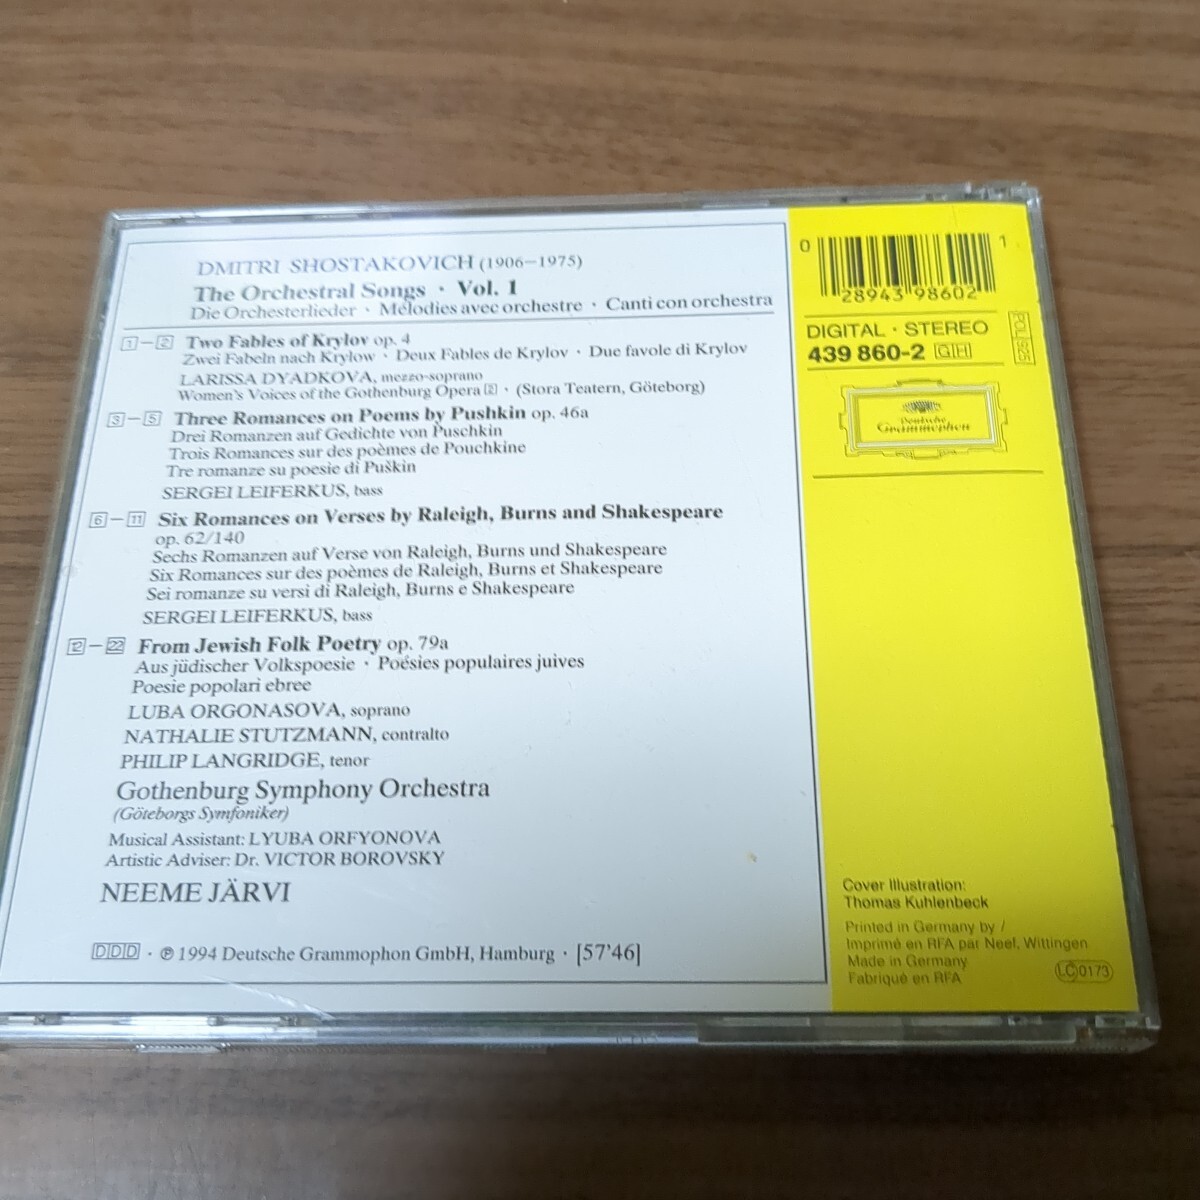 DMITRI SHOSTAKOVICH (1906–1975)
The Orchestral Songs · Vol. 1
Die Orchesterlieder · Mélodies avec orchestre · Canti con orchestra
1–2 Two Fables of Krylov op. 4
Zwei Fabeln nach Krylow · Deux Fables de Krylov · Due favole di Krylov
LARISSA DYADKOVA, mezzo-soprano
Women's Voices of the Gothenburg Opera 2 · (Stora Teatern, Göteborg)
3–5 Three Romances on Poems by Pushkin op. 46a
Drei Romanzen auf Gedichte von Puschkin
Trois Romances sur des poèmes de Pouchkine
Tre romanze su poesie di Puškin
SERGEI LEIFERKUS, bass
6–11 Six Romances on Verses by Raleigh, Burns and Shakespeare
op. 62/140
Sechs Romanzen auf Verse von Raleigh, Burns und Shakespeare
Six Romances sur des poèmes de Raleigh, Burns et Shakespeare
Sei romanze su versi di Raleigh, Burns e Shakespeare
SERGEI LEIFERKUS, bass
12–22 From Jewish Folk Poetry op. 79a
Aus jüdischer Volkspoesie · Poésies populaires juives
Poesie popolari ebree
LUBA ORGONASOVA, soprano
NATHALIE STUTZMANN, contralto
PHILIP LANGRIDGE, tenor
Gothenburg Symphony Orchestra
(Göteborgs Symfoniker)
Musical Assistant: LYUBA ORFYONOVA
Artistic Adviser: Dr. VICTOR BOROVSKY
NEEME JÄRVI
DDD · ℗ 1994 Deutsche Grammophon GmbH, Hamburg · [57'46]
0 28943 98602 1
DIGITAL · STEREO
439 860-2 GH
POL 925
Deutsche
Grammophon
Cover Illustration:
Thomas Kuhlenbeck
Printed in Germany by /
Imprimé en RFA par Neef, Wittingen
Made in Germany
Fabriqué en RFA
LC 0173